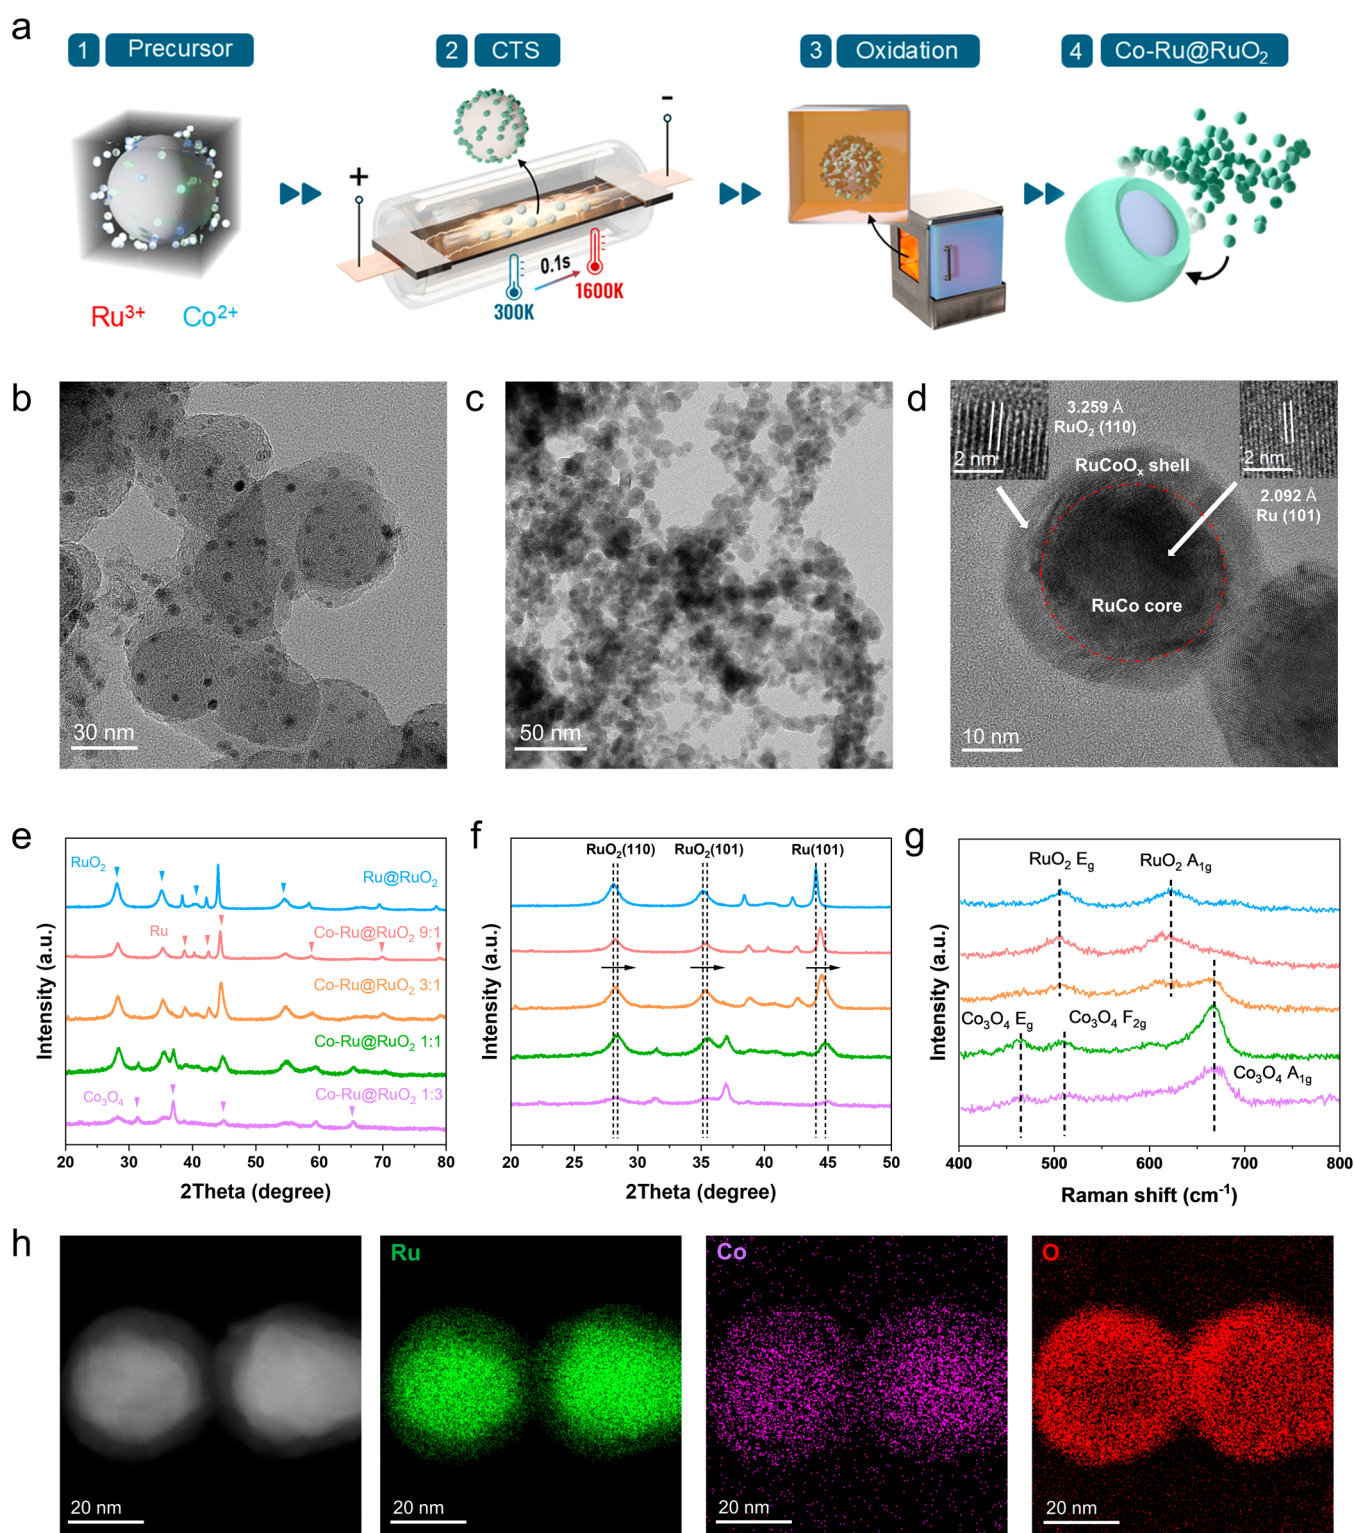 a
1 Precursor
2 CTS
3 Oxidation
4 Co-Ru@RuO₂
+
-
0.1s
300K
1600K
Ru³⁺ Co²⁺
b
30 nm
c
50 nm
d
3.259 Å
RuO₂ (110)
2 nm
RuCoOₓ shell
2 nm
2.092 Å
Ru (101)
RuCo core
10 nm
e
RuO₂
Ru@RuO₂
Ru
Co-Ru@RuO₂ 9:1
Co-Ru@RuO₂ 3:1
Co-Ru@RuO₂ 1:1
Co₃O₄
Co-Ru@RuO₂ 1:3
Intensity (a.u.)
20 30 40 50 60 70 80
2Theta (degree)
f
RuO₂(110) RuO₂(101) Ru(101)
Intensity (a.u.)
20 25 30 35 40 45 50
2Theta (degree)
g
RuO₂ E₉ RuO₂ A₁g
Co₃O₄ Eg Co₃O₄ F₂g
Co₃O₄ A₁g
Intensity (a.u.)
400 500 600 700 800
Raman shift (cm⁻¹)
h
20 nm
Ru
20 nm
Co
20 nm
O
20 nm